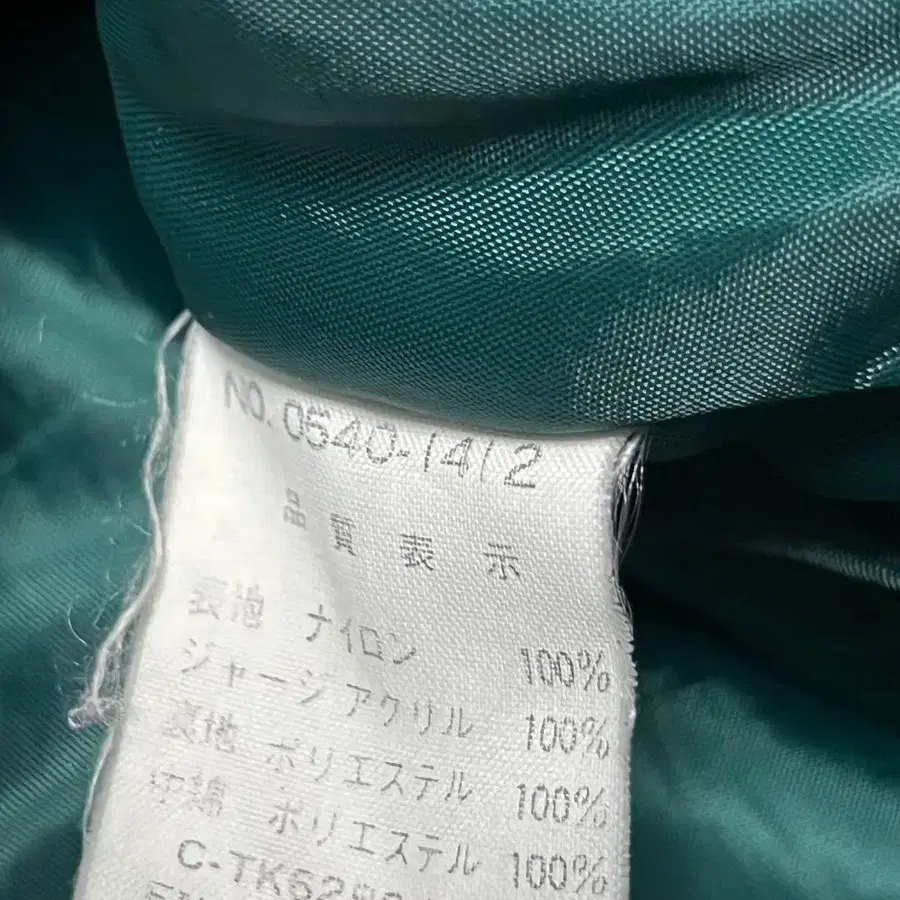 NO. 0540-1412
品質表示
表地 ナイロン 100%
ジャージ アクリル 100%
裏地 ポリエステル 100%
中綿 ポリエステル 100%